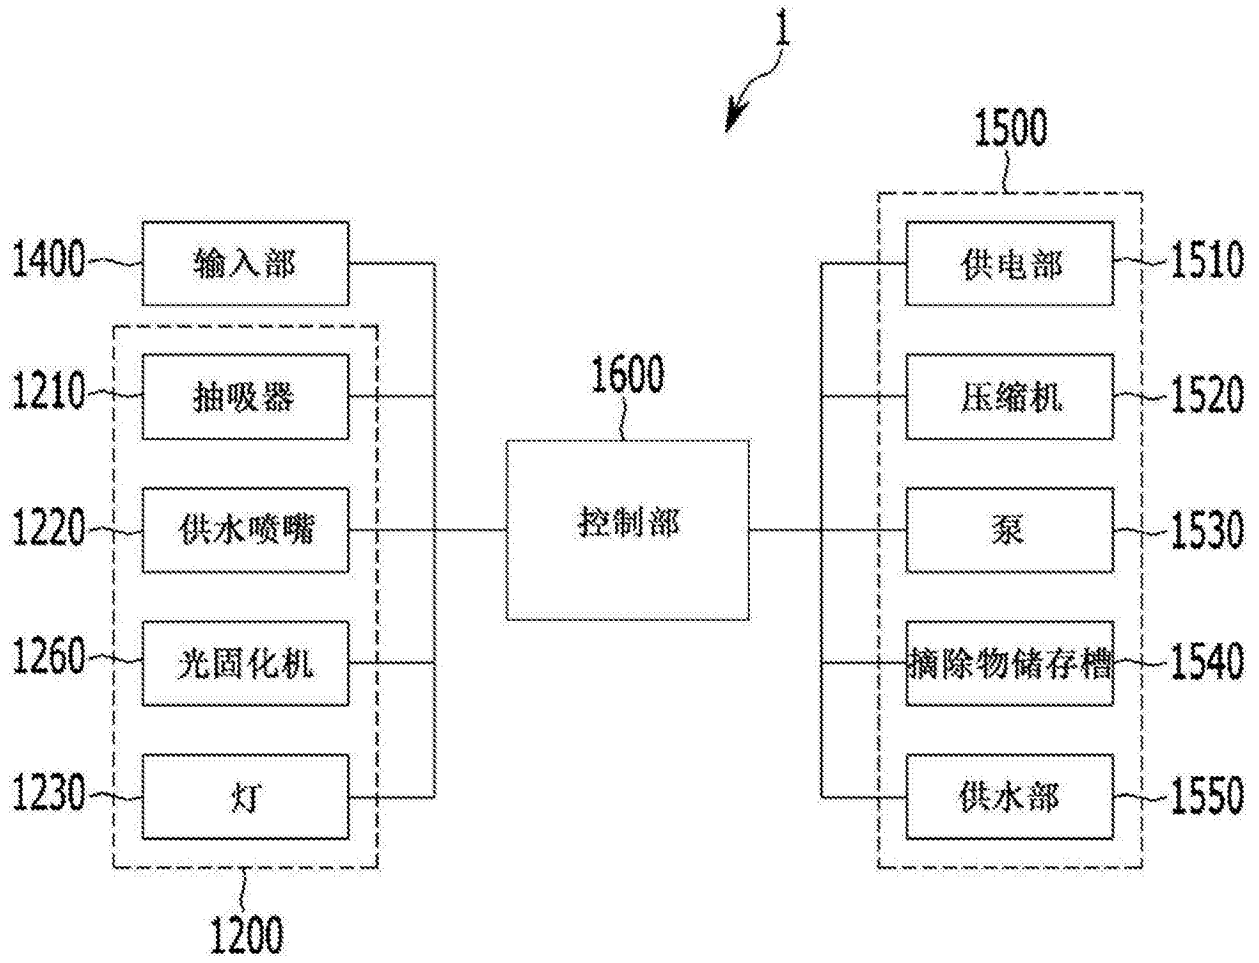 1
1500
1400 输入部
供电部 1510
1210 抽吸器
1600
压缩机 1520
1220 供水喷嘴
控制部
泵 1530
1260 光固化机
摘除物储存槽 1540
1230 灯
供水部 1550
1200